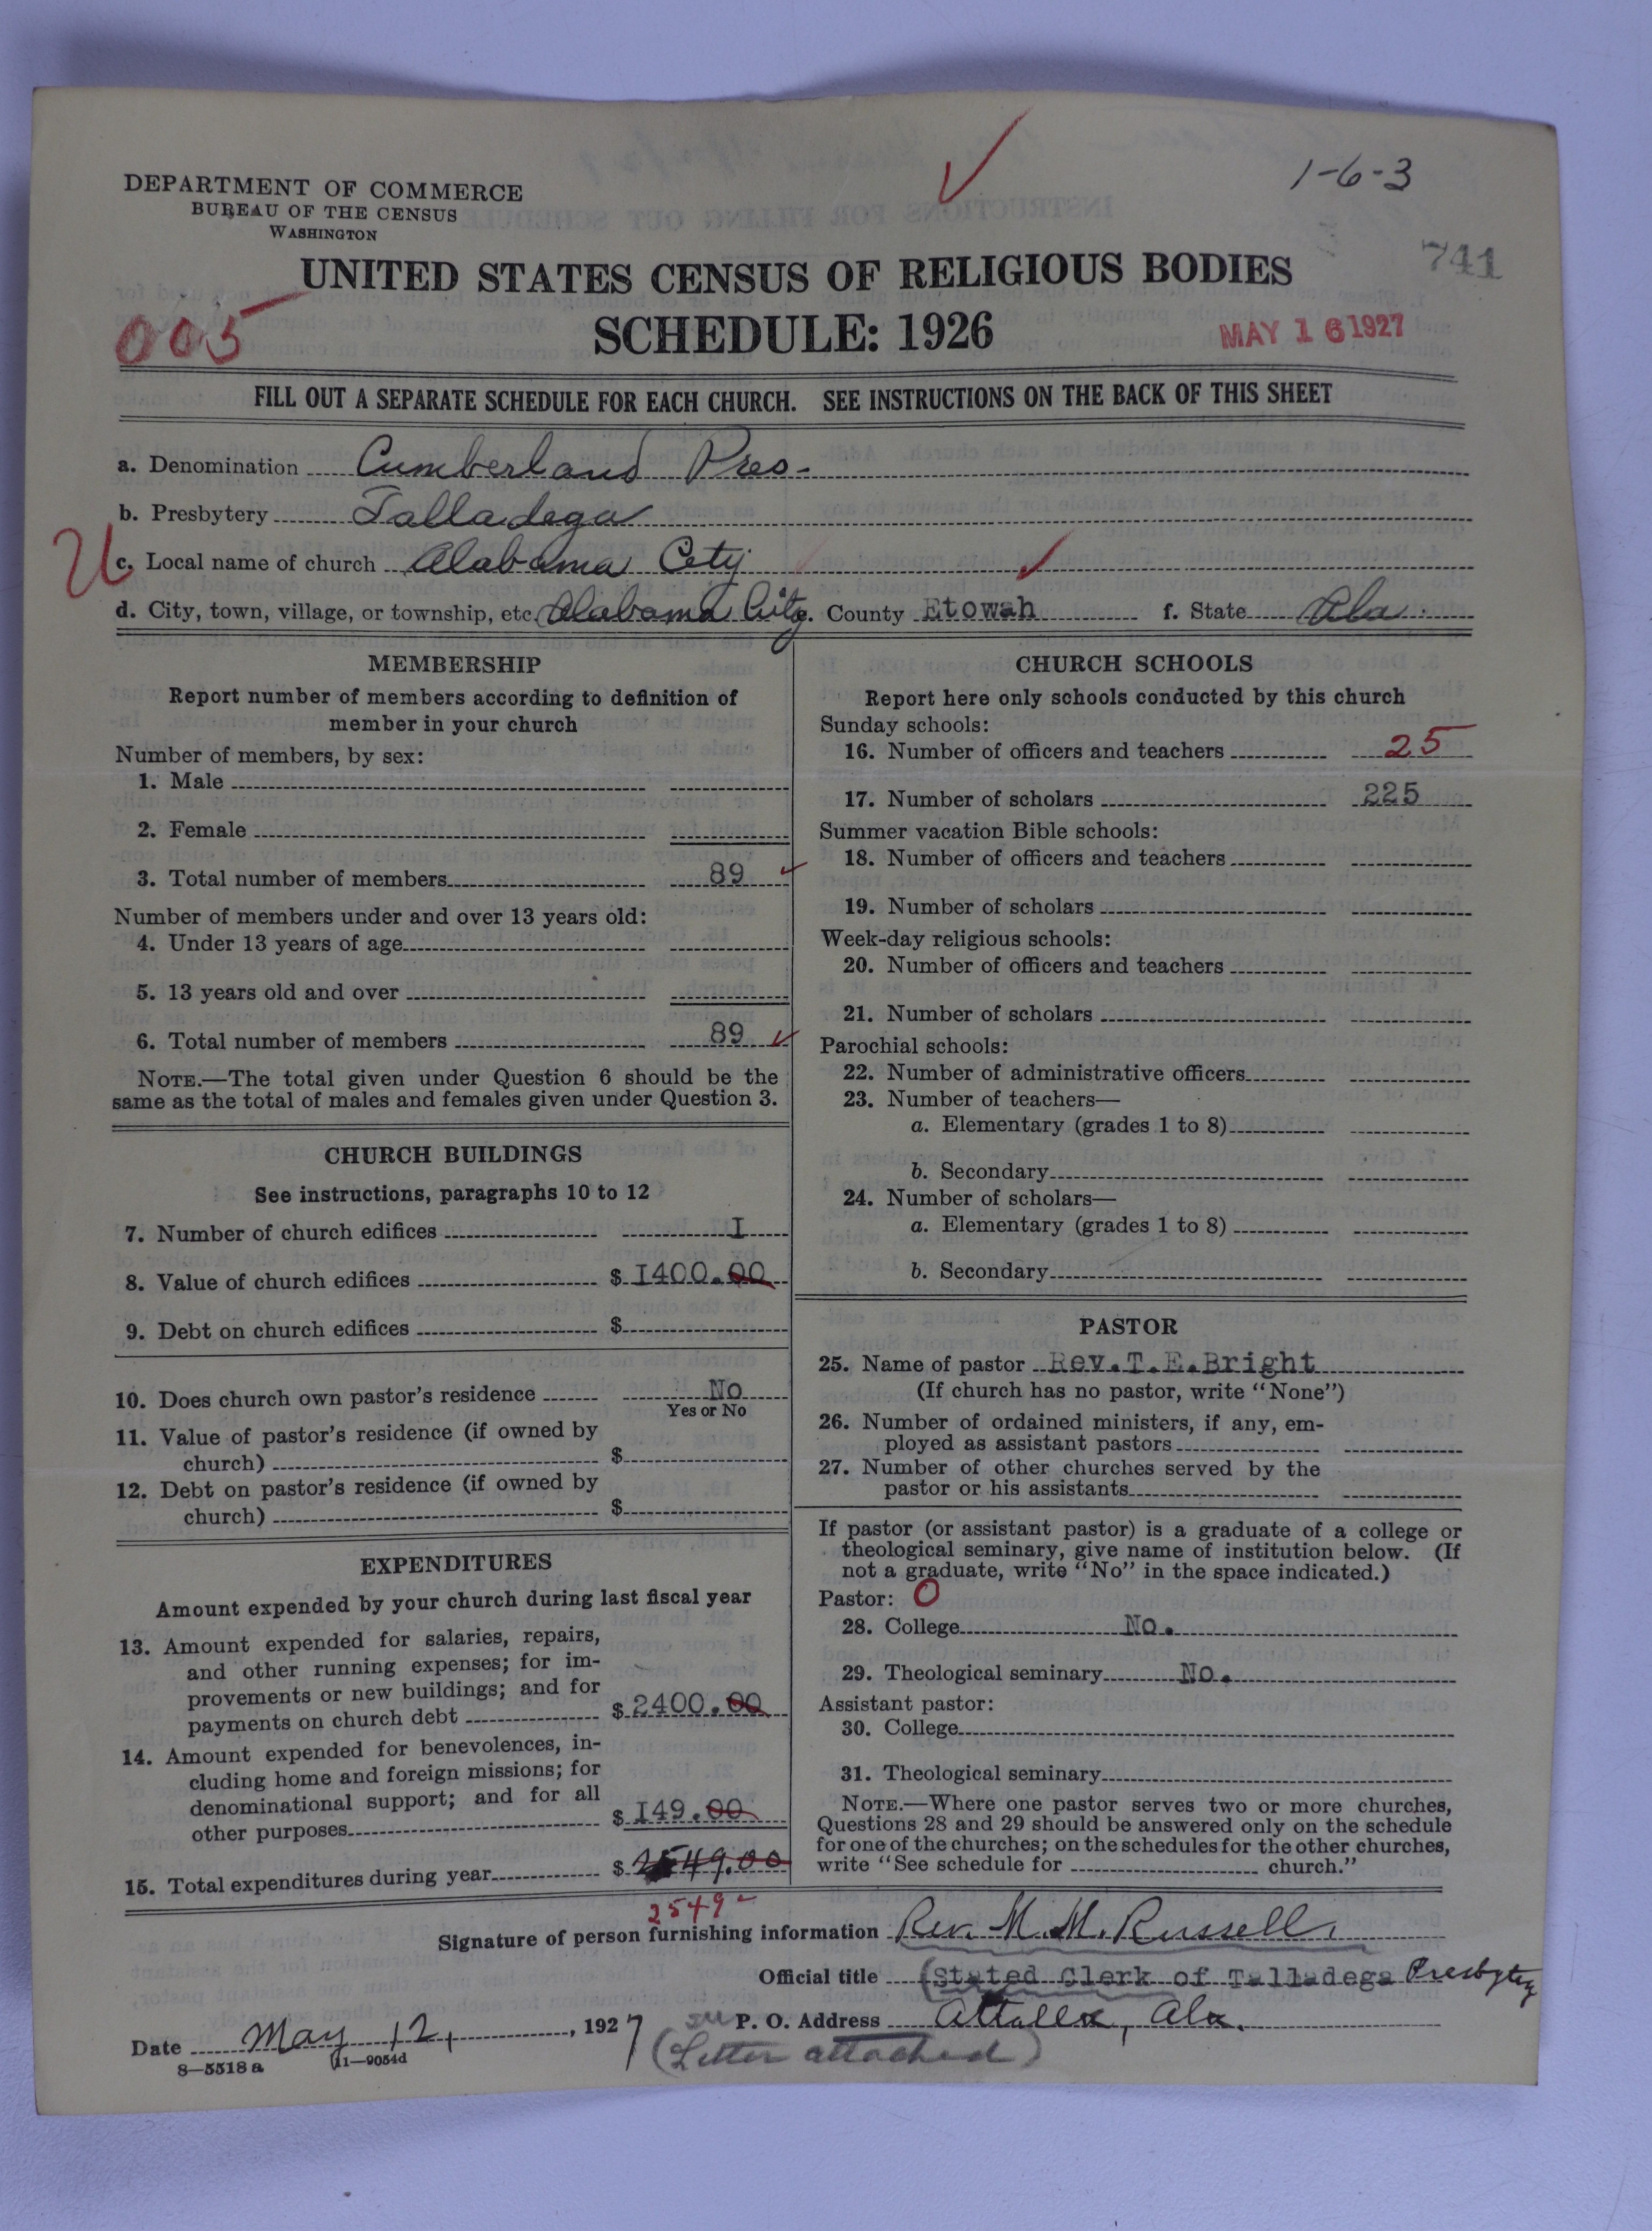 1-6-3
DEPARTMENT OF COMMERCE
BUREAU OF THE CENSUS
WASHINGTON
741
UNITED STATES CENSUS OF RELIGIOUS BODIES
005
SCHEDULE: 1926
MAY 16 1927
FILL OUT A SEPARATE SCHEDULE FOR EACH CHURCH. SEE INSTRUCTIONS ON THE BACK OF THIS SHEET
a. Denomination Cumberland Pres.
b. Presbytery Talladega
c. Local name of church Alabama City
d. City, town, village, or township, etc. Alabama City e. County Etowah f. State Ala.
MEMBERSHIP
Report number of members according to definition of
member in your church
Number of members, by sex:
1. Male
2. Female
3. Total number of members 89
Number of members under and over 13 years old:
4. Under 13 years of age
5. 13 years old and over
6. Total number of members 89
NOTE.—The total given under Question 6 should be the
same as the total of males and females given under Question 3.
CHURCH BUILDINGS
See instructions, paragraphs 10 to 12
7. Number of church edifices I
8. Value of church edifices $ I400.00
9. Debt on church edifices $
10. Does church own pastor's residence No
Yes or No
11. Value of pastor's residence (if owned by
church) $
12. Debt on pastor's residence (if owned by
church) $
EXPENDITURES
Amount expended by your church during last fiscal year
13. Amount expended for salaries, repairs,
and other running expenses; for im-
provements or new buildings; and for
payments on church debt $ 2400.00
14. Amount expended for benevolences, in-
cluding home and foreign missions; for
denominational support; and for all
other purposes $ I49.00
15. Total expenditures during year $ 2549.00
2549
CHURCH SCHOOLS
Report here only schools conducted by this church
Sunday schools:
16. Number of officers and teachers 25
17. Number of scholars 225
Summer vacation Bible schools:
18. Number of officers and teachers
19. Number of scholars
Week-day religious schools:
20. Number of officers and teachers
21. Number of scholars
Parochial schools:
22. Number of administrative officers
23. Number of teachers—
a. Elementary (grades 1 to 8)
b. Secondary
24. Number of scholars—
a. Elementary (grades 1 to 8)
b. Secondary
PASTOR
25. Name of pastor Rev.T.E.Bright
(If church has no pastor, write "None")
26. Number of ordained ministers, if any, em-
ployed as assistant pastors
27. Number of other churches served by the
pastor or his assistants
If pastor (or assistant pastor) is a graduate of a college or
theological seminary, give name of institution below. (If
not a graduate, write "No" in the space indicated.)
Pastor: O
28. College No.
29. Theological seminary No.
Assistant pastor:
30. College
31. Theological seminary
NOTE.—Where one pastor serves two or more churches,
Questions 28 and 29 should be answered only on the schedule
for one of the churches; on the schedules for the other churches,
write "See schedule for church."
Signature of person furnishing information Rev. M. M. Russell.
Official title (Stated Clerk of Talladega Presbytery
Date May 12, 1927 see P. O. Address Attalla, Ala.
(Letter attached)
8—5518 a 11—9054d